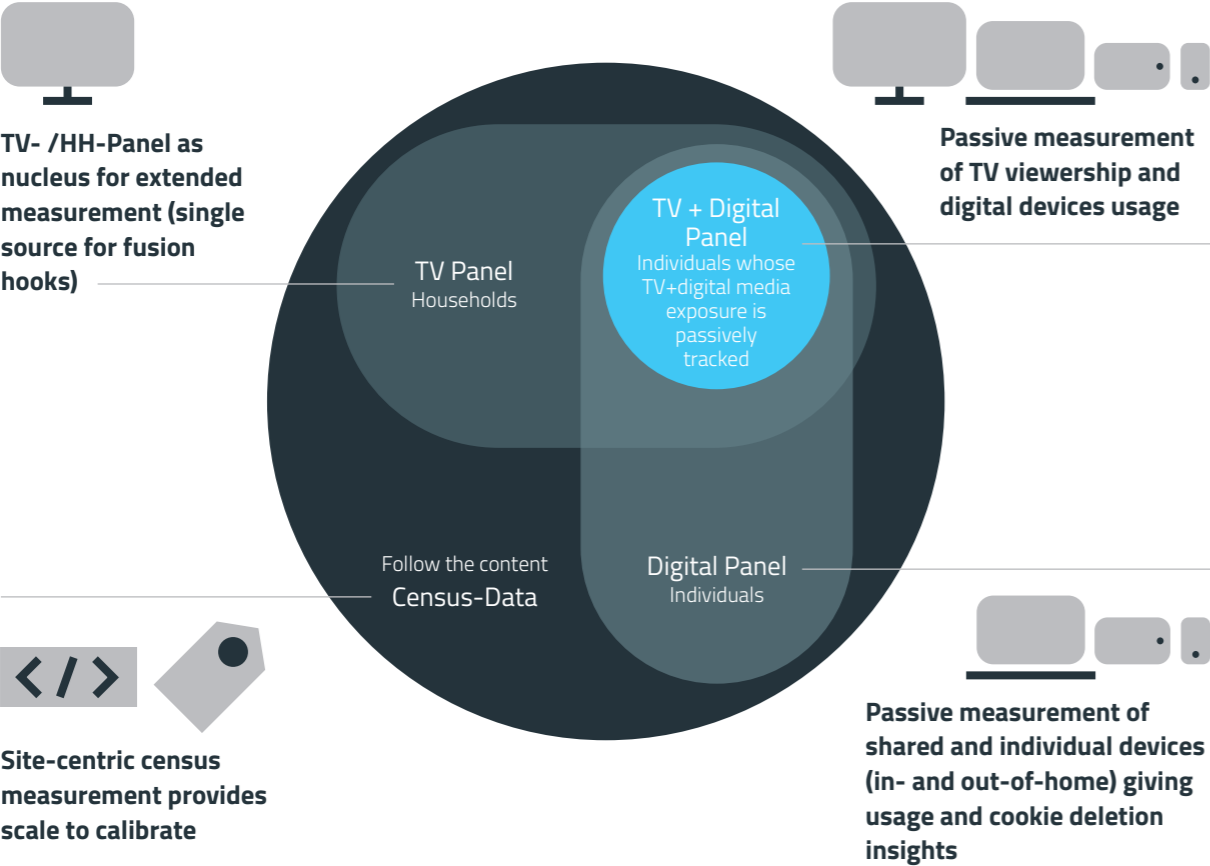 TV- /HH-Panel as
nucleus for extended
measurement (single
source for fusion
hooks)
Passive measurement
of TV viewership and
digital devices usage
TV + Digital
Panel
Individuals whose
TV+digital media
exposure is
passively
tracked
TV Panel
Households
Follow the content
Census-Data
Digital Panel
Individuals
</>
Site-centric census
measurement provides
scale to calibrate
Passive measurement of
shared and individual devices
(in- and out-of-home) giving
usage and cookie deletion
insights